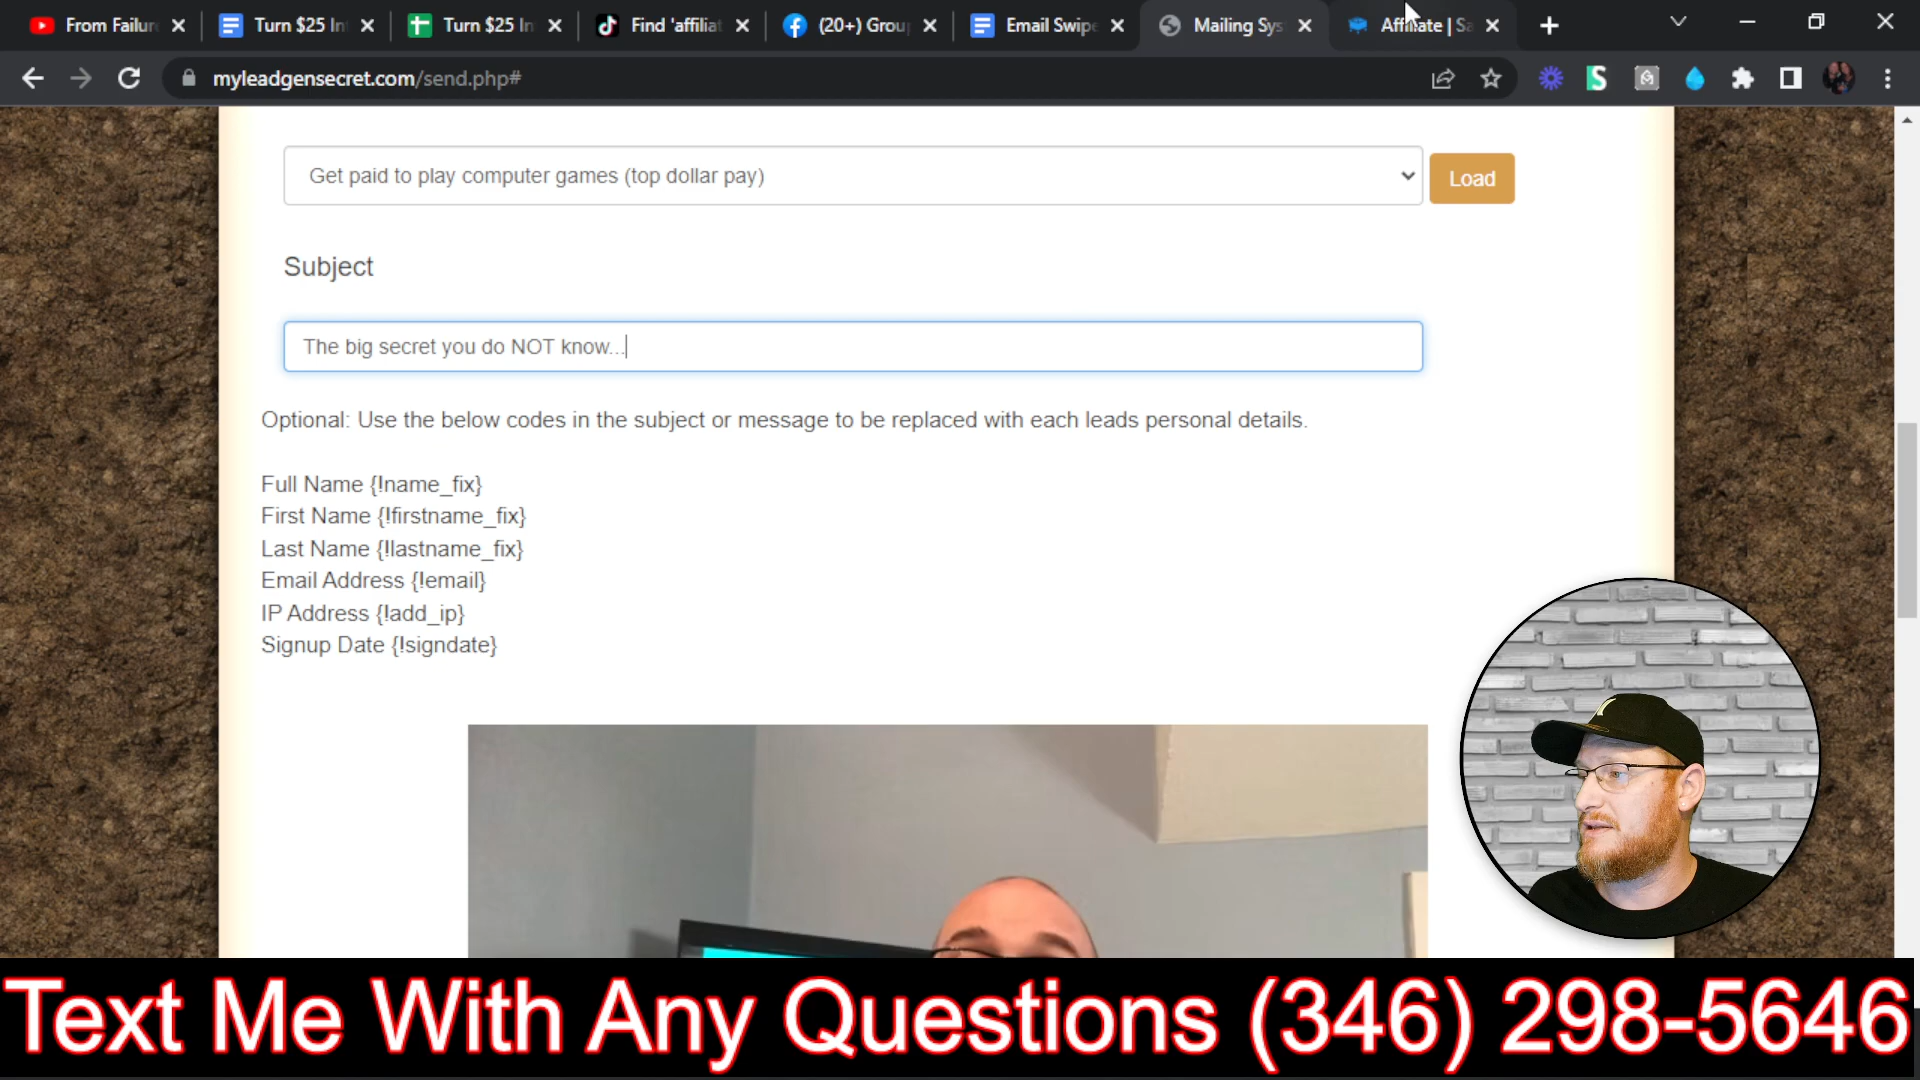 From Failur
Turn $25 In
Turn $25 In
Find 'affiliat
(20+) Grou
Email Swipe
Mailing Sys
Affiliate | Sa
myleadgensecret.com/send.php#
Get paid to play computer games (top dollar pay)
Load
Subject
The big secret you do NOT know...
Optional: Use the below codes in the subject or message to be replaced with each leads personal details.
Full Name {!name_fix}
First Name {!firstname_fix}
Last Name {!lastname_fix}
Email Address {!email}
IP Address {!add_ip}
Signup Date {!signdate}
Text Me With Any Questions (346) 298-5646